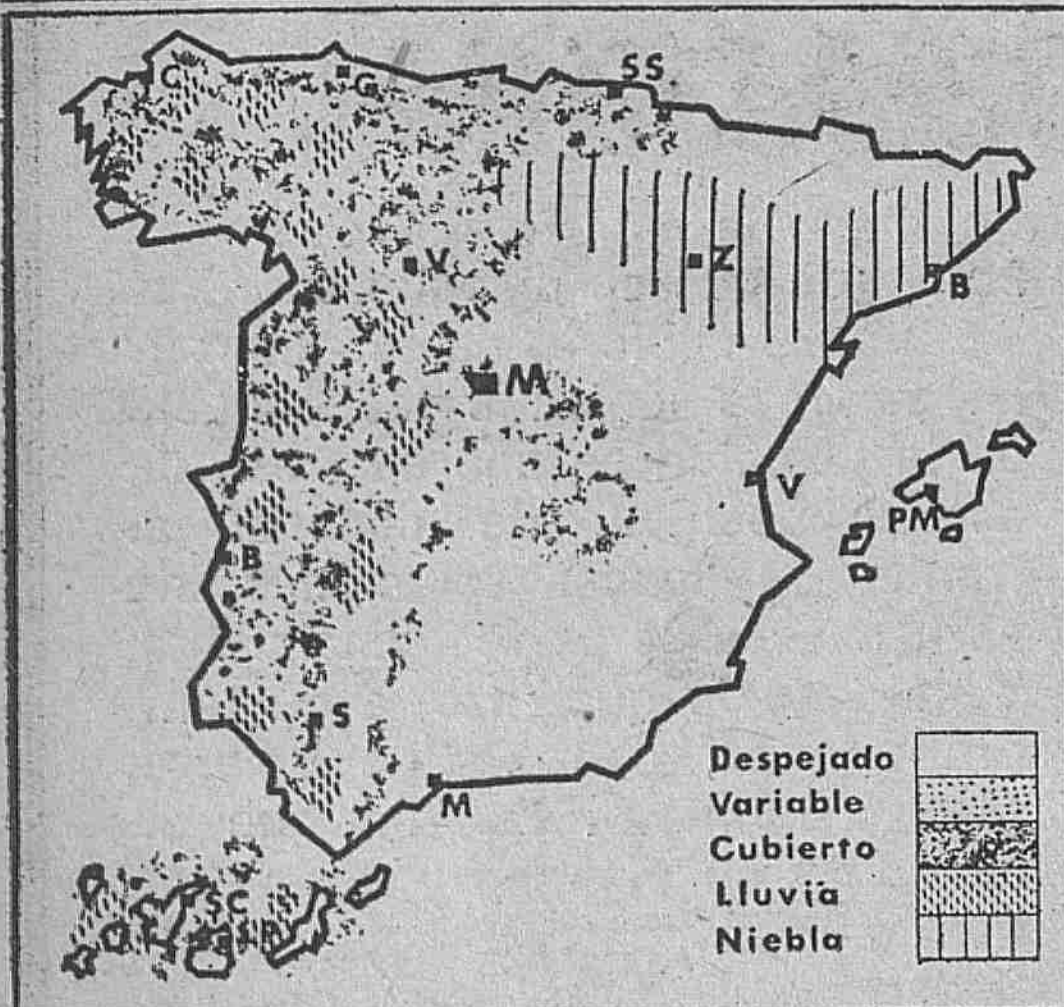 SS
C
G
V
Z
B
M
V
PM
B
S
M
Despejado
Variable
Cubierto
Lluvia
Niebla
SC